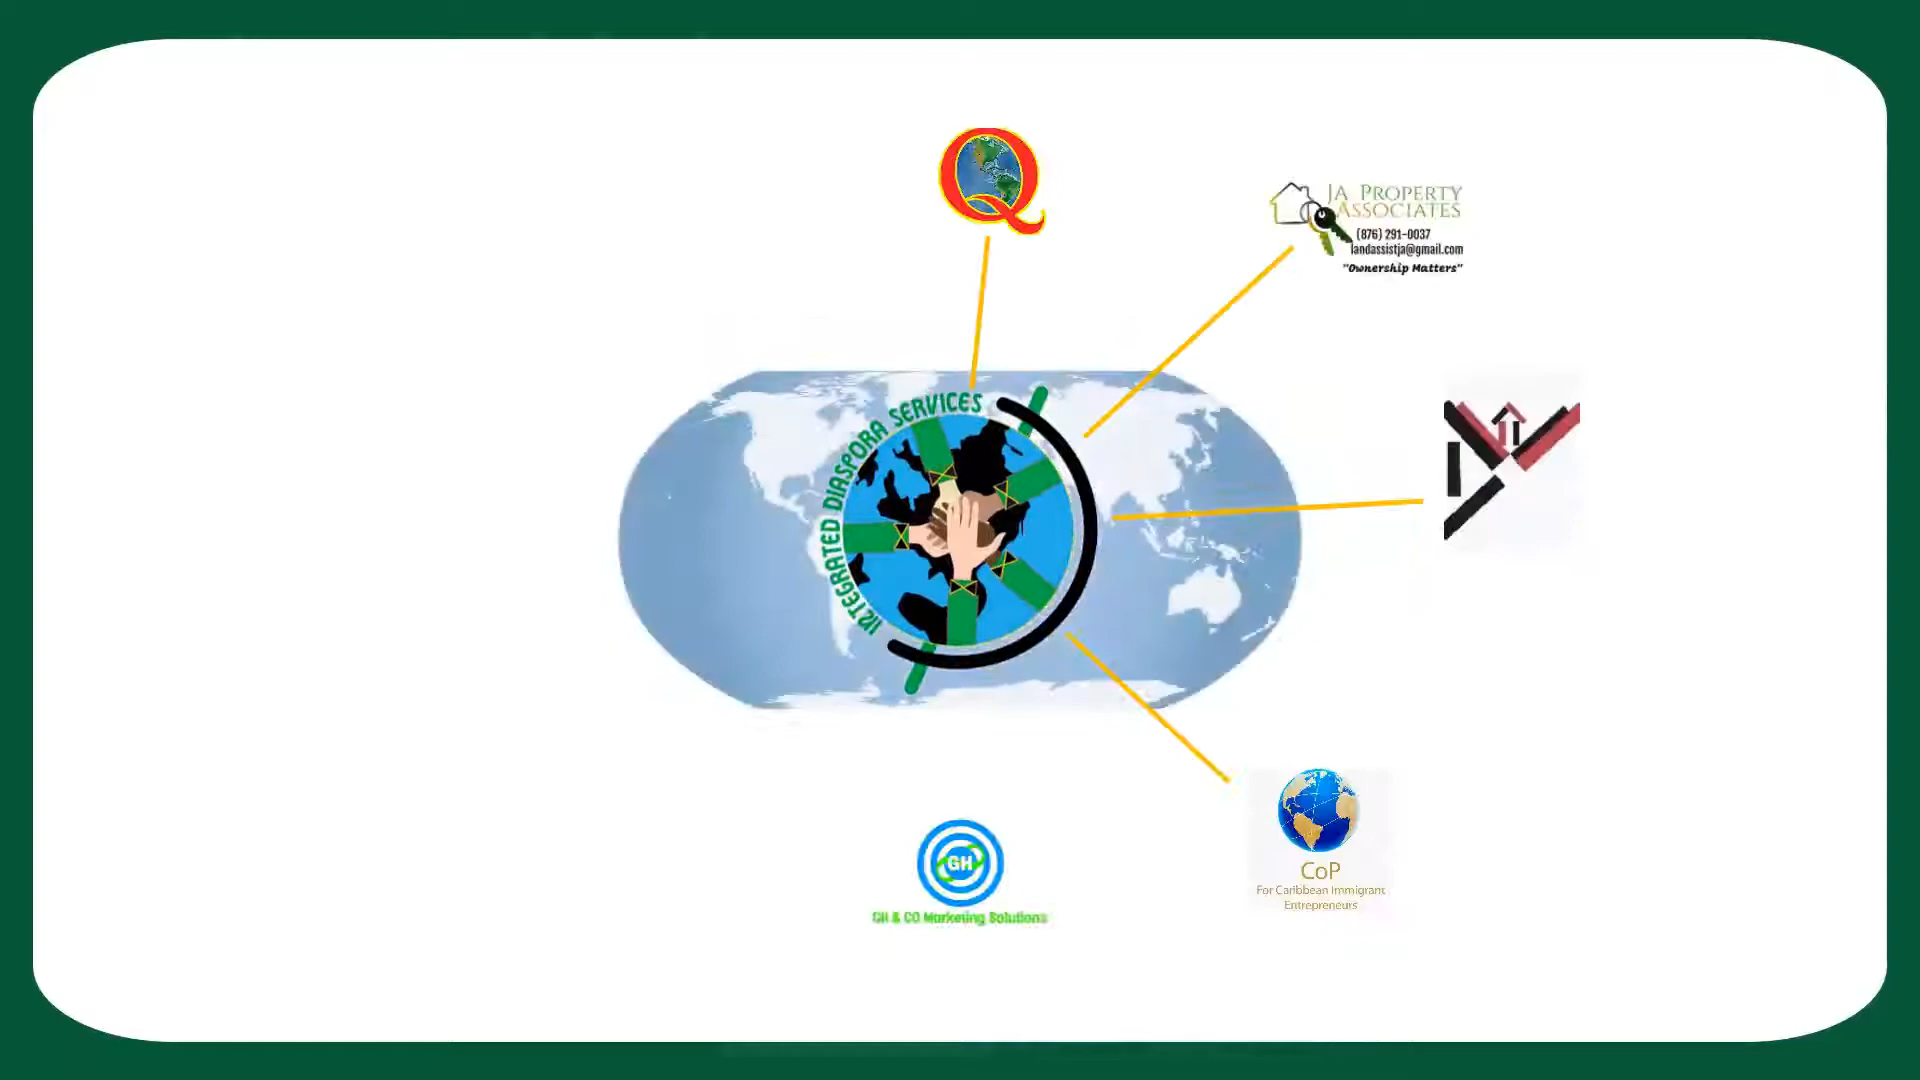 Q
JA PROPERTY
ASSOCIATES
(876) 291-0037
landassistja@gmail.com
"Ownership Matters"
INTEGRATED DIASPORA SERVICES
CoP
For Caribbean Immigrant
Entrepreneurs
GH
GH & CO Marketing Solutions